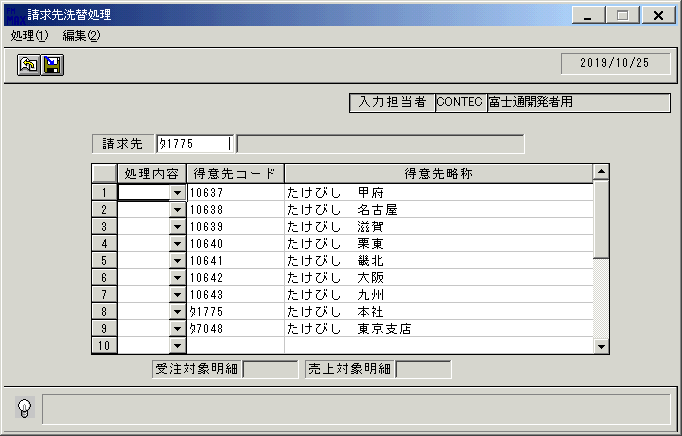 請求先洗替処理
処理(1) 編集(2)
2019/10/25
入力担当者 CONTEC 富士通開発者用
請求先 ﾀ1775
処理内容 得意先コード 得意先略称
1 10637 たけびし 甲府
2 10638 たけびし 名古屋
3 10639 たけびし 滋賀
4 10640 たけびし 栗東
5 10641 たけびし 畿北
6 10642 たけびし 大阪
7 10643 たけびし 九州
8 ﾀ1775 たけびし 本社
9 ﾀ7048 たけびし 東京支店
10
受注対象明細 売上対象明細